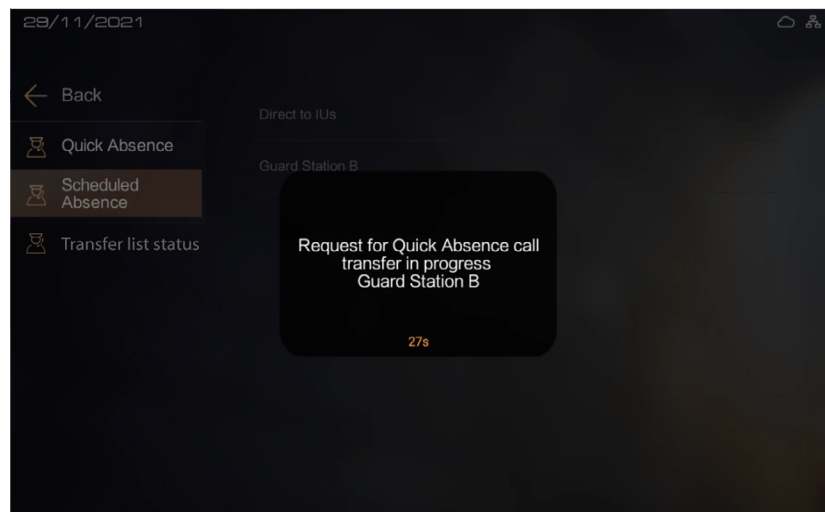 29/11/2021
Back
Direct to IUs
Quick Absence
Guard Station B
Scheduled
Absence
Transfer list status
Request for Quick Absence call
transfer in progress
Guard Station B
27s